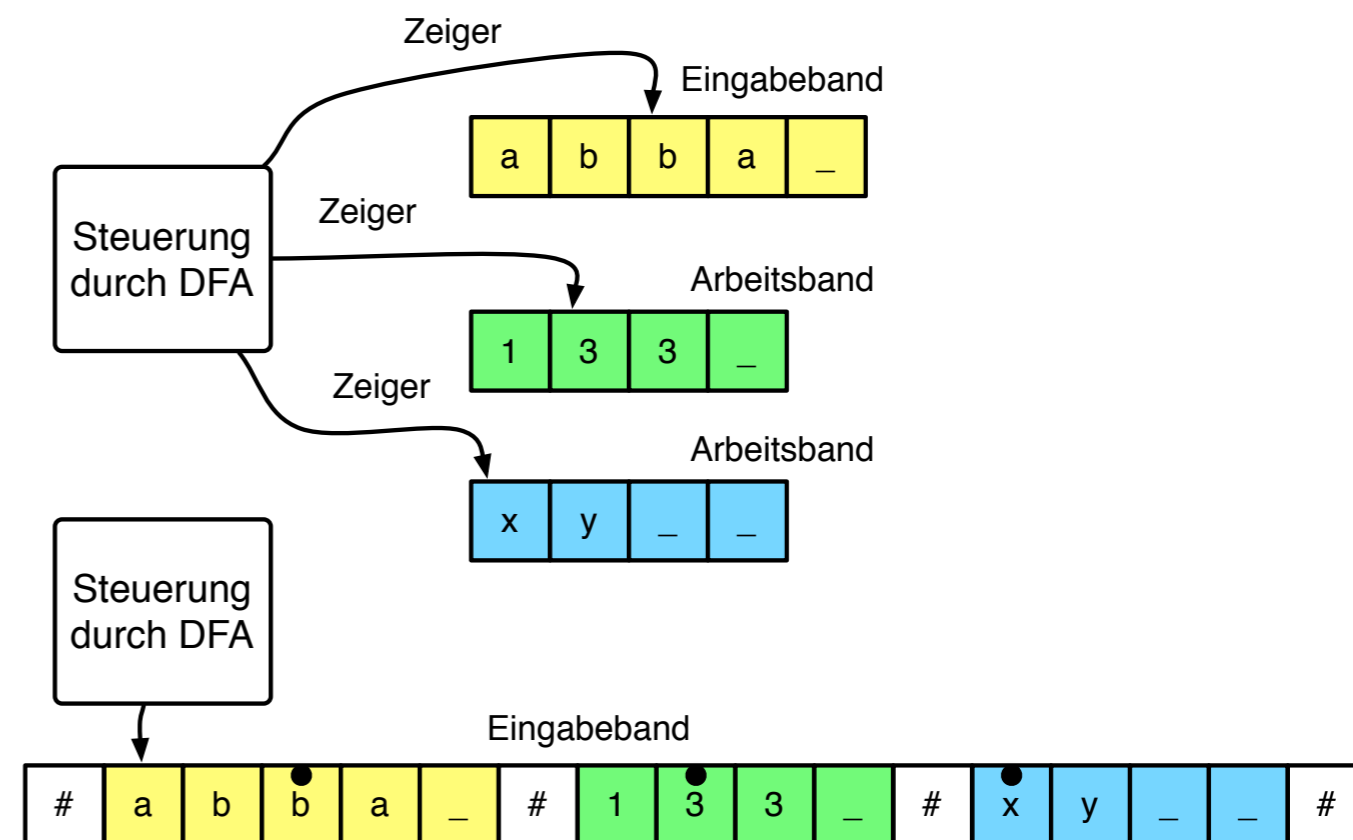 Zeiger
Eingabeband
a b b a _
Steuerung
durch DFA
Zeiger
Arbeitsband
1 3 3 _
Zeiger
Arbeitsband
x y _ _
Steuerung
durch DFA
Eingabeband
# a b b a _ # 1 3 3 _ # x y _ _ #